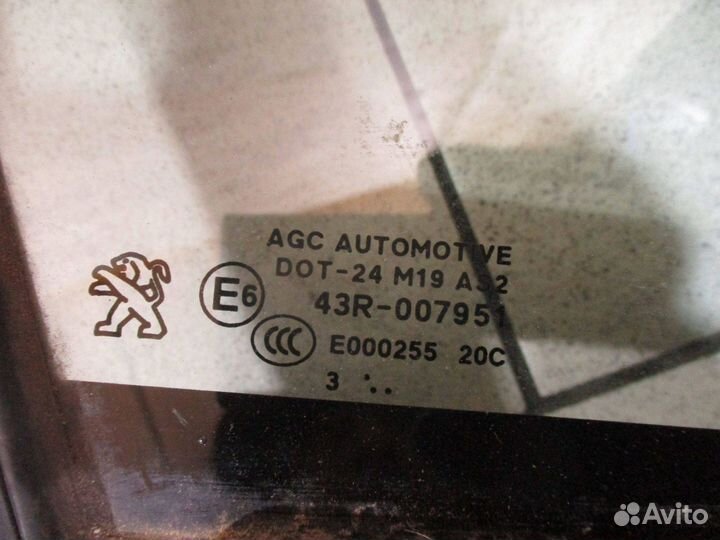 AGC AUTOMOTIVE
DOT-24 M19 AS2
E6 43R-007951
CCC E000255 20C
3 ...
Avito